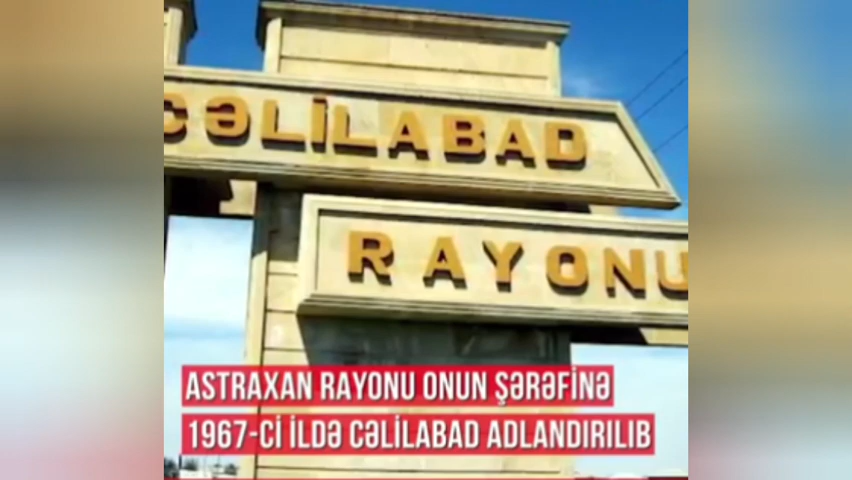 CƏLİLABAD
RAYONU
ASTRAXAN RAYONU ONUN ŞƏRƏFİNƏ
1967-Cİ İLDƏ CƏLİLABAD ADLANDIRILIB